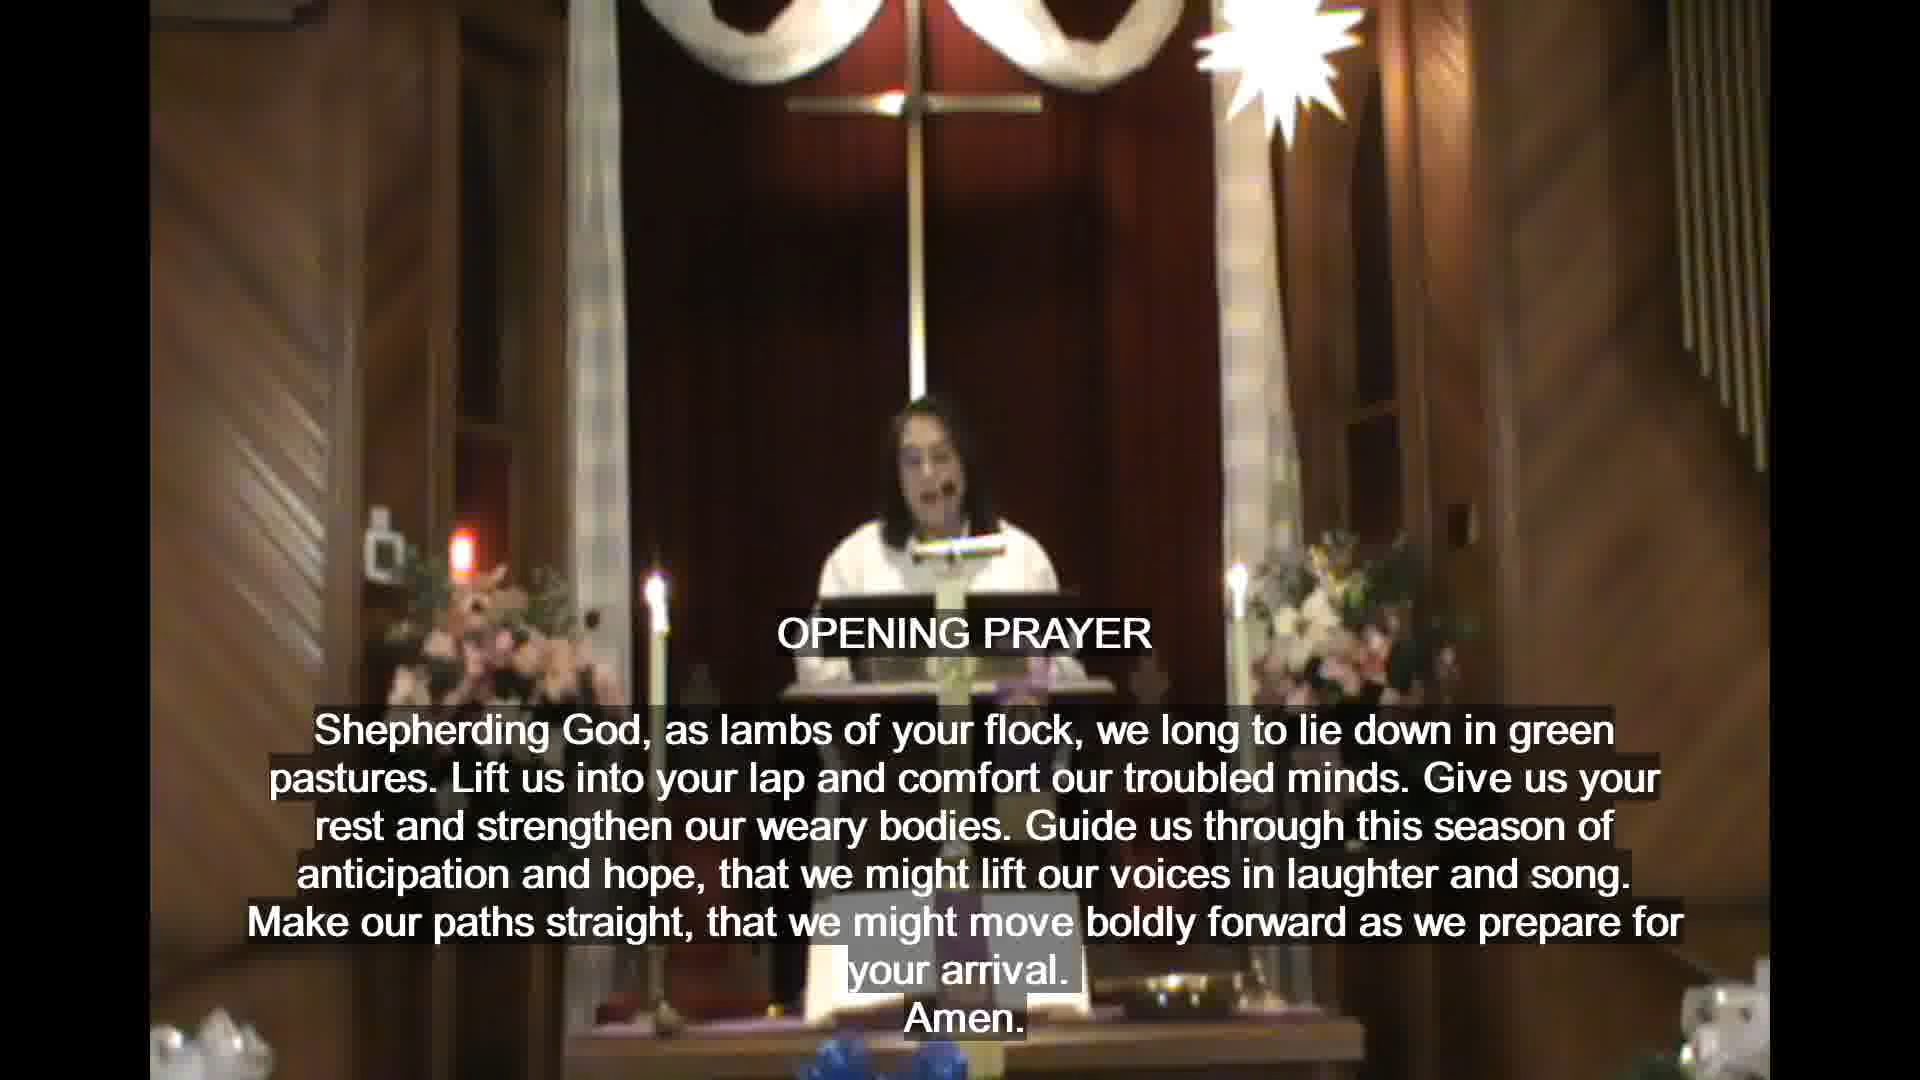 OPENING PRAYER
Shepherding God, as lambs of your flock, we long to lie down in green
pastures. Lift us into your lap and comfort our troubled minds. Give us your
rest and strengthen our weary bodies. Guide us through this season of
anticipation and hope, that we might lift our voices in laughter and song.
Make our paths straight, that we might move boldly forward as we prepare for
your arrival.
Amen.